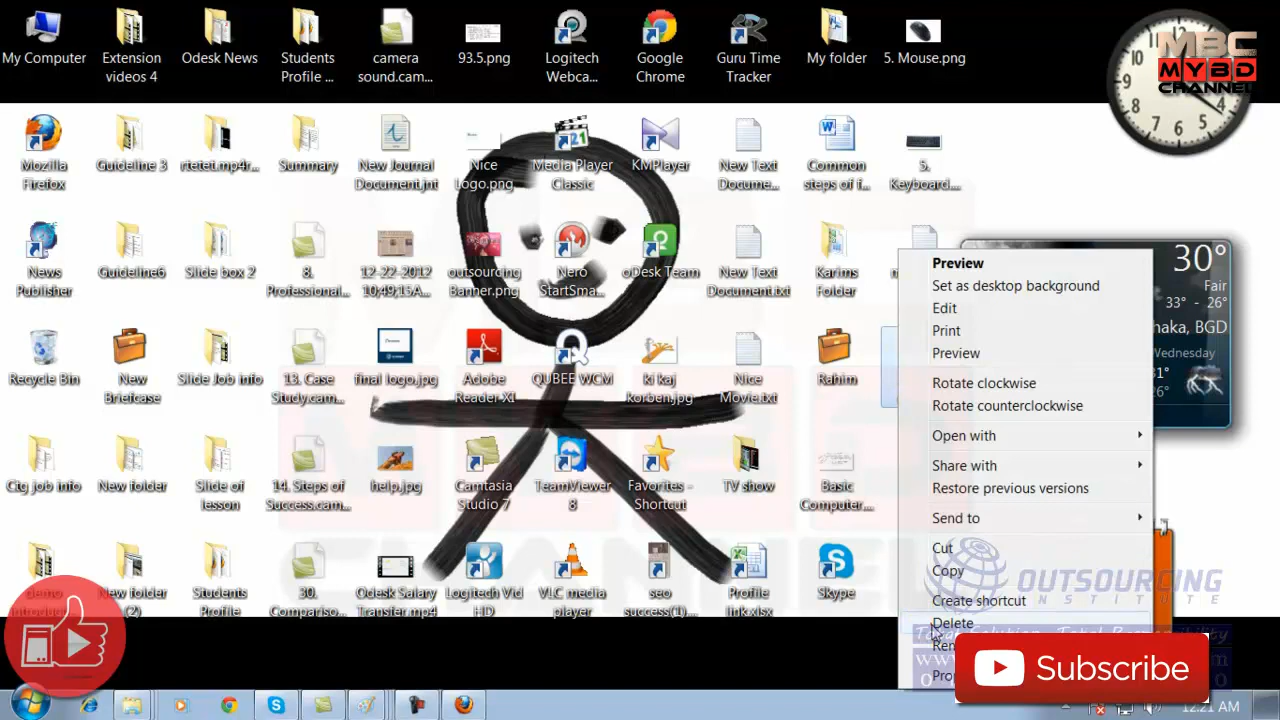 My Computer
Extension
videos 4
Odesk News
Students
Profile ...
camera
sound.cam...
93.5.png
Logitech
Webca...
Google
Chrome
Guru Time
Tracker
My folder
5. Mouse.png
MBC
MYBD
CHANNEL
Mozilla
Firefox
Guideline 3
rtetet.mp4r...
Summary
New Journal
Document.jnt
Nice
Logo.png
Media Player
Classic
KMPlayer
New Text
Docume...
Common
steps of f...
5.
Keyboard....
News
Publisher
Guideline6
Slide box 2
8.
Professional...
12-22-2012
10;49;15A...
outsourcing
Banner.png
Nero
StartSma...
oDesk Team
New Text
Document.txt
Karims
Folder
Recycle Bin
New
Briefcase
Slide Job info
13. Case
Study.cam...
final logo.jpg
Adobe
Reader XI
QUBEE WCM
ki kaj
korben.jpg
Nice
Movie.txt
Rahim
Ctg job info
New folder
Slide of
lesson
14. Steps of
Success.cam...
help.jpg
Camtasia
Studio 7
TeamViewer
8
Favorites -
Shortcut
TV show
Basic
Computer....
Demo
New folder
(2)
Students
Profile
30.
Compariso...
Odesk Salary
Transfer.mp4
Logitech Vid
HD
VLC media
player
seo
success(1)....
Profile
link.xlsx
Skype
Preview
Set as desktop background
Edit
Print
Preview
Rotate clockwise
Rotate counterclockwise
Open with
Share with
Restore previous versions
Send to
Cut
Copy
Create shortcut
Delete
30°
Fair
33° - 26°
haka, BGD
Wednesday
OUTSOURCING
INSTITUTE
Total Solution, Total Responsibility
Subscribe
12:21 AM